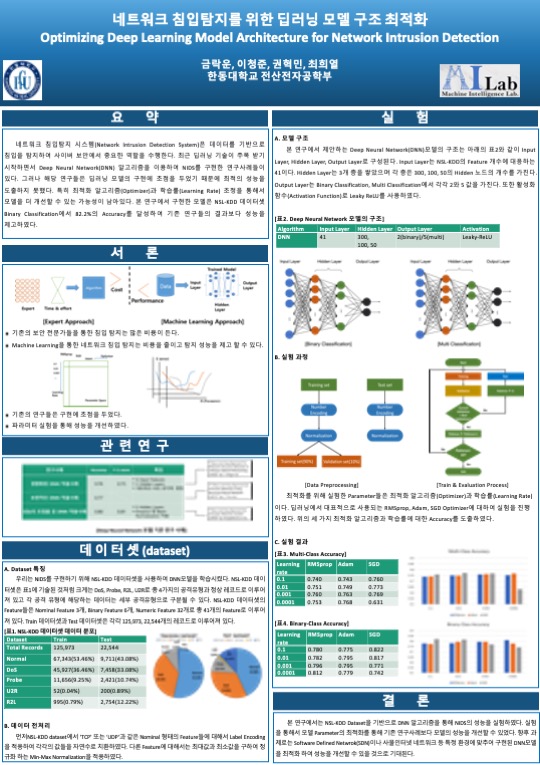 네트워크 침입탐지를 위한 딥러닝 모델 구조 최적화
Optimizing Deep Learning Model Architecture for Network Intrusion Detection
금락운, 이청준, 권혁민, 최희열
한동대학교 전산전자공학부
AI Lab
Machine Intelligence Lab.
요 약
네트워크 침입탐지 시스템(Network Intrusion Detection System)은 데이터를 기반으로
침입을 탐지하여 사이버 보안에서 중요한 역할을 수행한다. 최근 딥러닝 기술이 주목 받기
시작하면서 Deep Neural Network(DNN) 알고리즘을 이용하여 NIDS를 구현한 연구사례들이
있다. 그러나 해당 연구들은 딥러닝 모델의 구현에 초점을 두었기 때문에 최적의 성능을
도출하지 못했다. 특히 최적화 알고리즘(Optimizer)과 학습률(Learning Rate) 조정을 통해서
모델을 더 개선할 수 있는 가능성이 남아있다. 본 연구에서 구현한 모델은 NSL-KDD 데이터셋
Binary Classification에서 82.2%의 Accuracy를 달성하며 기존 연구들의 결과보다 성능을
제고하였다.
서 론
Expert
Time & effort
Algorithm
Cost
Performance
Data
Input Layer
Trained Model
Hidden Layer
Output Layer
[Expert Approach]
[Machine Learning Approach]
기존의 보안 전문가들을 통한 침입 탐지는 많은 비용이 든다.
Machine Learning을 통한 네트워크 침입 탐지는 비용을 줄이고 탐지 성능을 제고 할 수 있다.
기존의 연구들은 구현에 초점을 두었다.
파라미터 실험을 통해 성능을 개선하였다.
관 련 연 구
데 이 터 셋 (dataset)
A. Dataset 특징
우리는 NIDS를 구현하기 위해 NSL-KDD 데이터셋을 사용하여 DNN모델을 학습시켰다. NSL-KDD 데이
터셋은 표1에 기술된 것처럼 크게는 DoS, Probe, R2L, U2R로 총 4가지의 공격유형과 정상 레코드로 이루어
져 있고 각 공격 유형에 해당하는 데이터는 세부 공격유형으로 구분될 수 있다. NSL-KDD 데이터셋의
Feature들은 Nominal Feature 3개, Binary Feature 6개, Numeric Feature 32개로 총 41개의 Feature로 이루어
져 있다. Train 데이터셋과 Test 데이터셋은 각각 125,973, 22,544개의 레코드로 이루어져 있다.
[표1. NSL-KDD 데이터셋 데이터 분포]
Dataset Train Test
Total Records 125,973 22,544
Normal 67,343(53.46%) 9,711(43.08%)
DoS 45,927(36.46%) 7,458(33.08%)
Probe 11,656(9.25%) 2,421(10.74%)
U2R 52(0.04%) 200(0.89%)
R2L 995(0.79%) 2,754(12.22%)
B. 데이터 전처리
먼저NSL-KDD dataset에서 'TCP' 또는 'UDP'과 같은 Nominal 형태의 Feature들에 대해서 Label Encoding
을 적용하여 각각의 값들을 자연수로 치환하였다. 다른 Feature에 대해서는 최대값과 최소값을 구하여 정
규화 하는 Min-Max Normalization을 적용하였다.
실 험
A. 모델 구조
본 연구에서 제안하는 Deep Neural Network(DNN)모델의 구조는 아래의 표2와 같이 Input
Layer, Hidden Layer, Output Layer로 구성된다. Input Layer는 NSL-KDD의 Feature 개수에 대응하는
41이다. Hidden Layer는 3개 층을 쌓았으며 각 층은 300, 100, 50의 Hidden 노드의 개수를 가진다.
Output Layer는 Binary Classification, Multi Classification에서 각각 2와 5 값을 가진다. 또한 활성화
함수(Activation Function)로 Leaky ReLU를 사용하였다.
[표2. Deep Neural Network 모델의 구조]
Algorithm Input Layer Hidden Layer Output Layer Activation
DNN 41 300, 100, 50 2(binary)/5(multi) Leaky-ReLU
Input Layer Hidden Layer Output Layer
Input Layer Hidden Layer Output Layer
[Binary Classification]
[Multi Classification]
B. 실험 과정
Training set
Test set
Number Encoding
Number Encoding
Normalization
Normalization
Training set(90%)
Validation set(10%)
[Data Preprocessing]
[Train & Evaluation Process]
최적화를 위해 실험한 Parameter들은 최적화 알고리즘(Optimizer)과 학습률(Learning Rate)
이다. 딥러닝에서 대표적으로 사용되는 RMSprop, Adam, SGD Optimizer에 대하여 실험을 진행
하였다. 위의 세 가지 최적화 알고리즘과 학습률에 대한 Accuracy를 도출하였다.
C. 실험 결과
[표3. Multi-Class Accuracy]
Learning rate RMSprop Adam SGD
0.1 0.740 0.743 0.760
0.01 0.751 0.749 0.773
0.001 0.760 0.763 0.769
0.0001 0.753 0.768 0.631
[표4. Binary-Class Accuracy]
Learning rate RMSprop Adam SGD
0.1 0.780 0.775 0.822
0.01 0.782 0.795 0.817
0.001 0.796 0.795 0.771
0.0001 0.812 0.779 0.742
결 론
본 연구에서는 NSL-KDD Dataset을 기반으로 DNN 알고리즘을 통해 NIDS의 성능을 실험하였다. 실험
을 통해서 모델 Parameter의 최적화를 통해 기존 연구사례들보다 모델의 성능을 개선할 수 있었다. 향후 과
제로는 Software Defined Network(SDN)이나 사물인터넷 네트워크 등 특정 환경에 맞추어 구현된 DNN모델
을 최적화 하여 성능을 개선할 수 있을 것으로 기대된다.